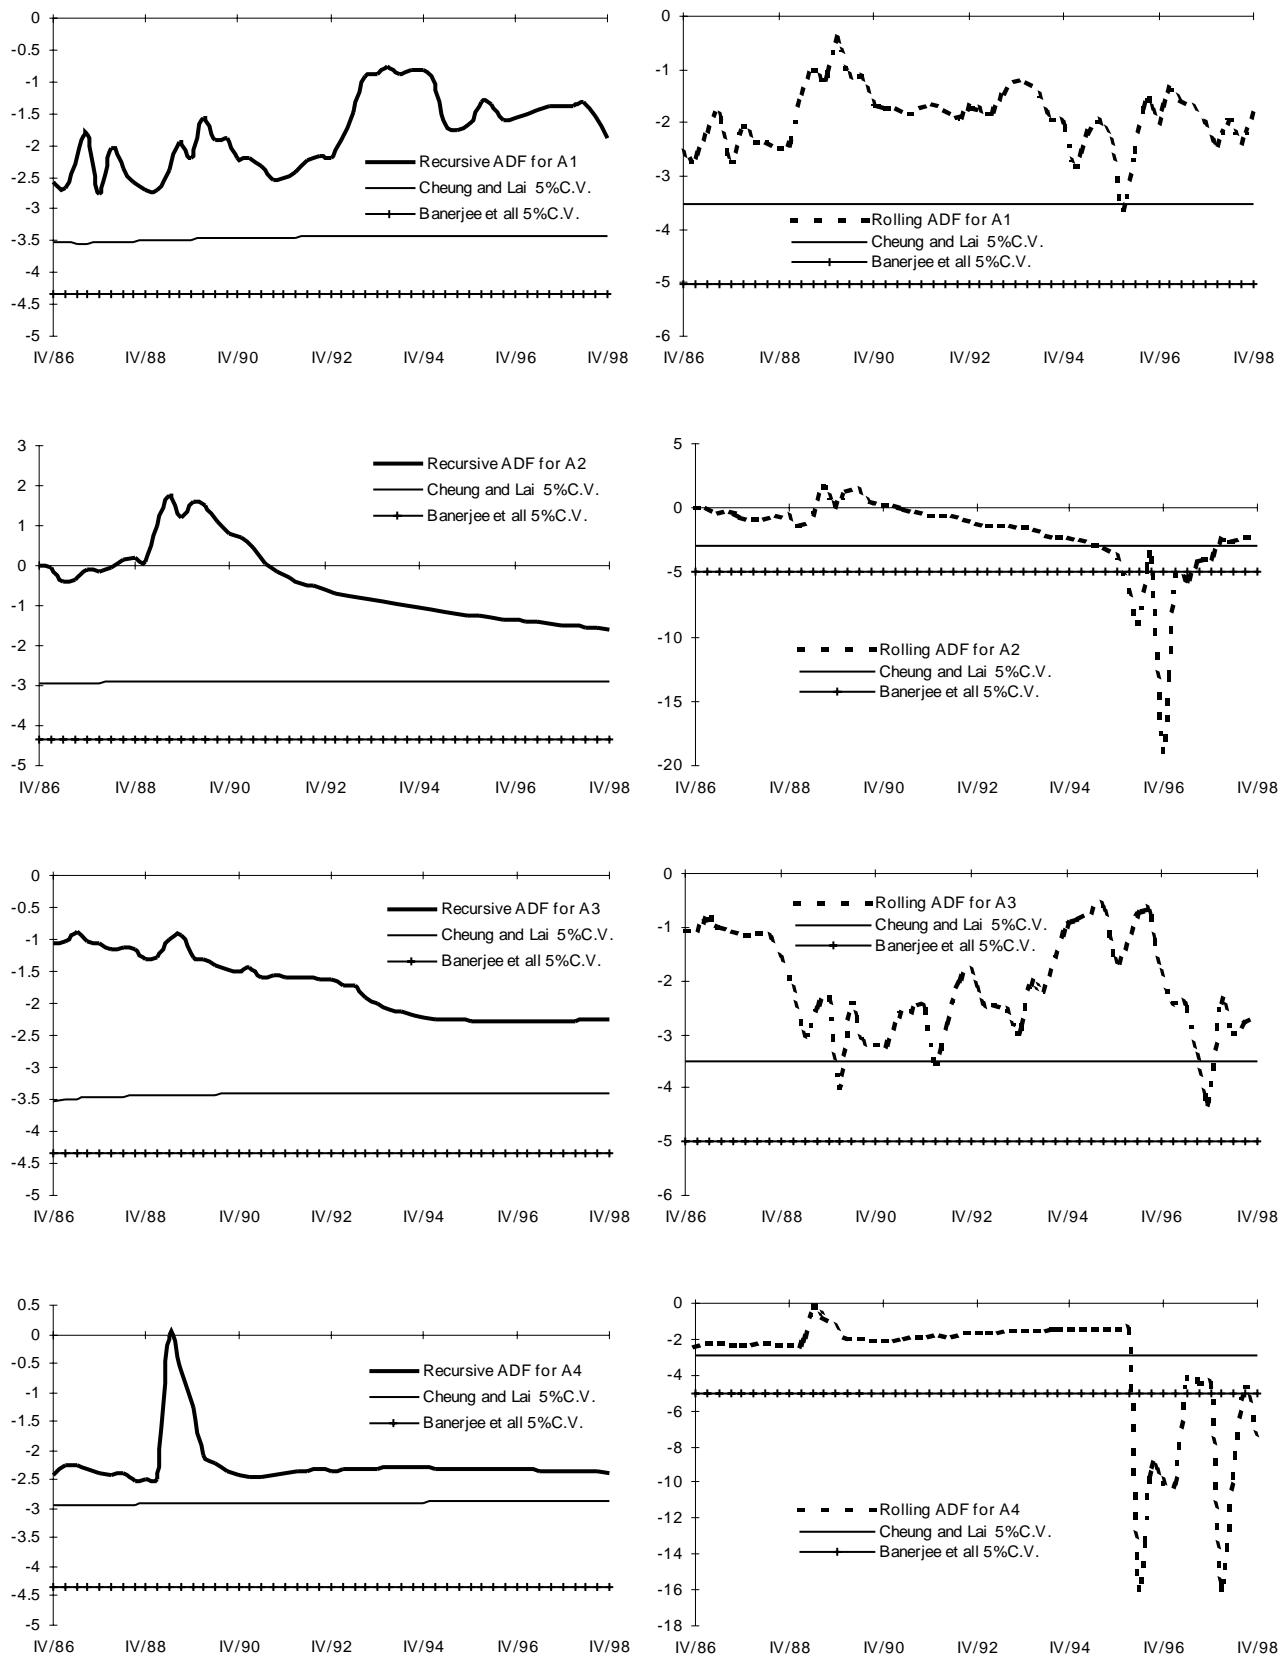 0
-0.5
-1
-1.5
-2
-2.5
-3
-3.5
-4
-4.5
-5
Recursive ADF for A1
Cheung and Lai 5%C.V.
Banerjee et all 5%C.V.
IV/86 IV/88 IV/90 IV/92 IV/94 IV/96 IV/98
0
-1
-2
-3
-4
-5
-6
Rolling ADF for A1
Cheung and Lai 5%C.V.
Banerjee et all 5%C.V.
IV/86 IV/88 IV/90 IV/92 IV/94 IV/96 IV/98
3
2
1
0
-1
-2
-3
-4
-5
Recursive ADF for A2
Cheung and Lai 5%C.V.
Banerjee et all 5%C.V.
IV/86 IV/88 IV/90 IV/92 IV/94 IV/96 IV/98
5
0
-5
-10
-15
-20
Rolling ADF for A2
Cheung and Lai 5%C.V.
Banerjee et all 5%C.V.
IV/86 IV/88 IV/90 IV/92 IV/94 IV/96 IV/98
0
-0.5
-1
-1.5
-2
-2.5
-3
-3.5
-4
-4.5
-5
Recursive ADF for A3
Cheung and Lai 5%C.V.
Banerjee et all 5%C.V.
IV/86 IV/88 IV/90 IV/92 IV/94 IV/96 IV/98
0
-1
-2
-3
-4
-5
-6
Rolling ADF for A3
Cheung and Lai 5%C.V.
Banerjee et all 5%C.V.
IV/86 IV/88 IV/90 IV/92 IV/94 IV/96 IV/98
0.5
0
-0.5
-1
-1.5
-2
-2.5
-3
-3.5
-4
-4.5
-5
Recursive ADF for A4
Cheung and Lai 5%C.V.
Banerjee et all 5%C.V.
IV/86 IV/88 IV/90 IV/92 IV/94 IV/96 IV/98
0
-2
-4
-6
-8
-10
-12
-14
-16
-18
Rolling ADF for A4
Cheung and Lai 5%C.V.
Banerjee et all 5%C.V.
IV/86 IV/88 IV/90 IV/92 IV/94 IV/96 IV/98